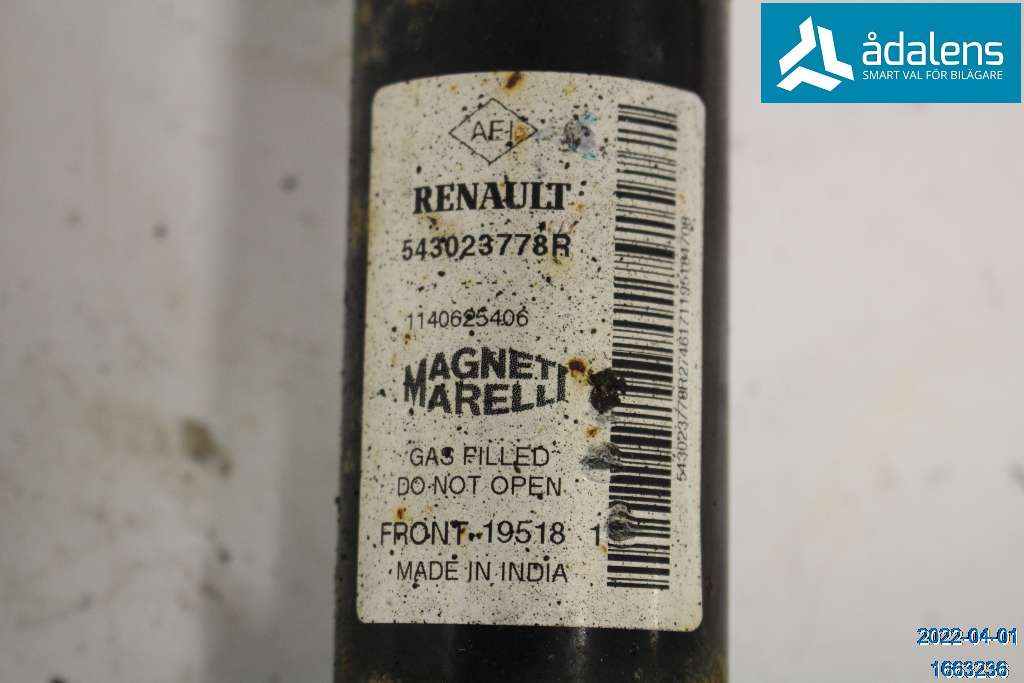 ådalens
SMART VAL FÖR BILÄGARE
RENAULT
543023778R
1140625406
MAGNETI
MARELLI
GAS FILLED
DO NOT OPEN
FRONT 19518 1
MADE IN INDIA
2022-04-01
1663236